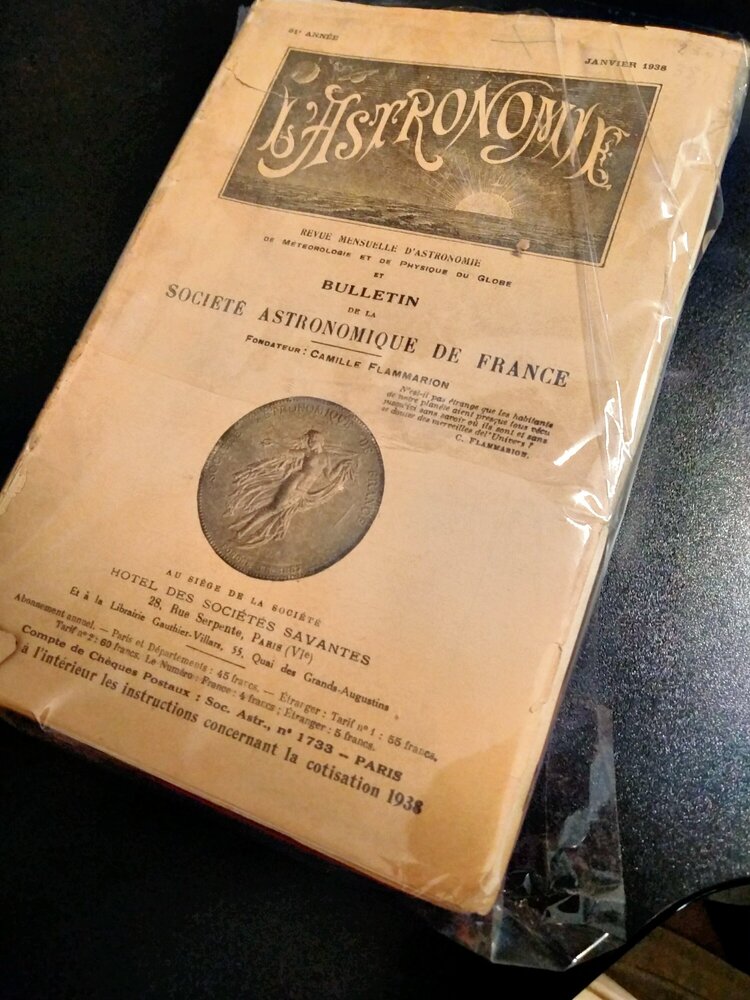 51e ANNÉE
JANVIER 1938
L'ASTRONOMIE
REVUE MENSUELLE D'ASTRONOMIE
DE METEOROLOGIE ET DE PHYSIQUE DU GLOBE
ET
BULLETIN
DE LA
SOCIETÉ ASTRONOMIQUE DE FRANCE
FONDATEUR : CAMILLE FLAMMARION
N'est-il pas étrange que les habitants
de notre planète aient presque tous vécu
jusqu'ici sans savoir où ils sont et sans
se douter des merveilles de l'Univers ?
C. FLAMMARION.
ASTRONOMIQUE DE FRANCE
AU SIÈGE DE LA SOCIÉTÉ
HOTEL DES SOCIÉTÉS SAVANTES
28, Rue Serpente, PARIS (VIe)
Et à la Librairie Gauthier-Villars, 55, Quai des Grands-Augustins
Abonnement annuel. — Paris et Départements : 45 francs. — Étranger : Tarif n° 1 : 55 francs,
Tarif n° 2 : 60 francs. Le Numéro : France : 4 francs ; Étranger : 5 francs.
Compte de Chèques Postaux : Soc. Astr., n° 1733 — PARIS
à l'intérieur les instructions concernant la cotisation 1938